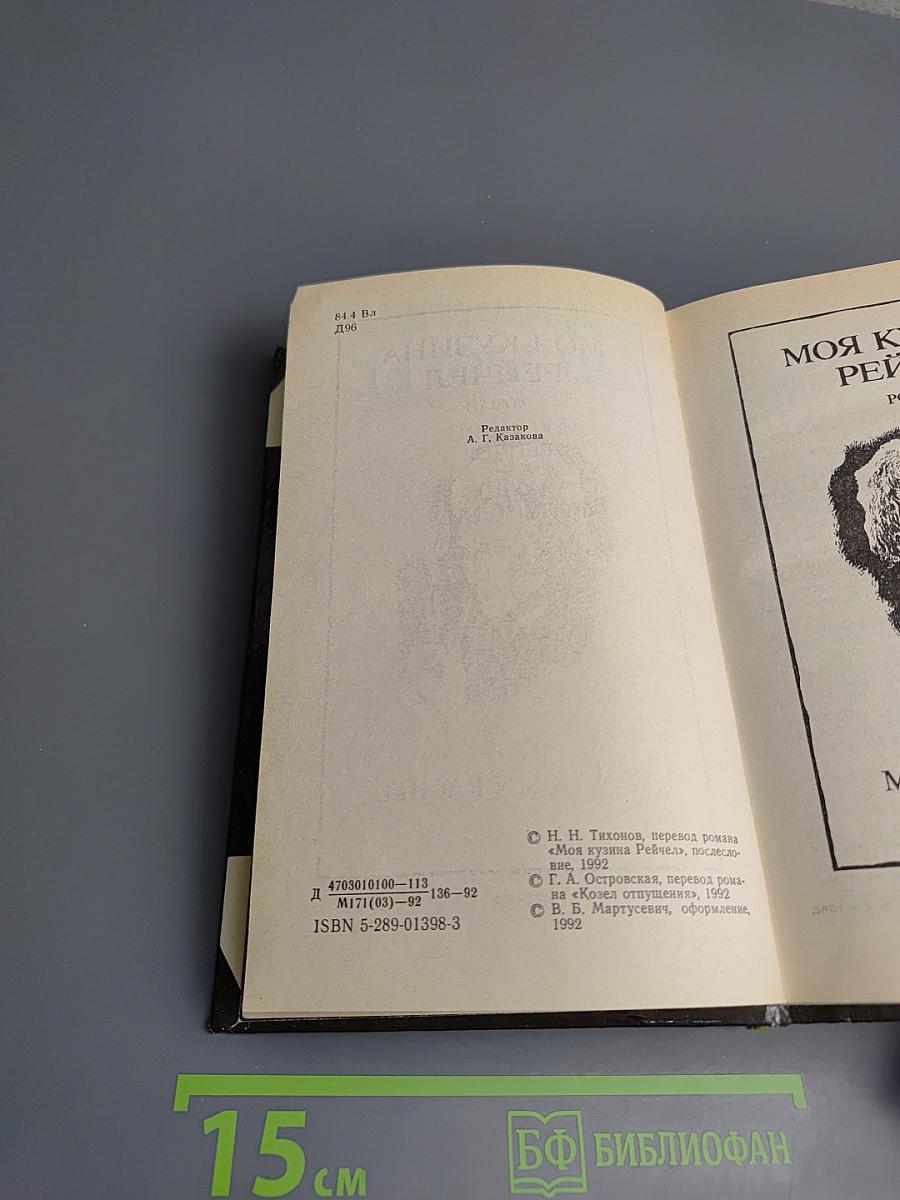 84.4 Вл
Д96
Редактор
А. Г. Казакова
Д 4703010100—113
М171(03)—92 136—92
ISBN 5-289-01398-3
© Н. Н. Тихонов, перевод романа
«Моя кузина Рейчел», послесло-
вие, 1992
© Г. А. Островская, перевод рома-
на «Козел отпущения», 1992
© В. Б. Мартусевич, оформление,
1992
МОЯ К
РЕЙ
15 см
БФ БИБЛИОФАН